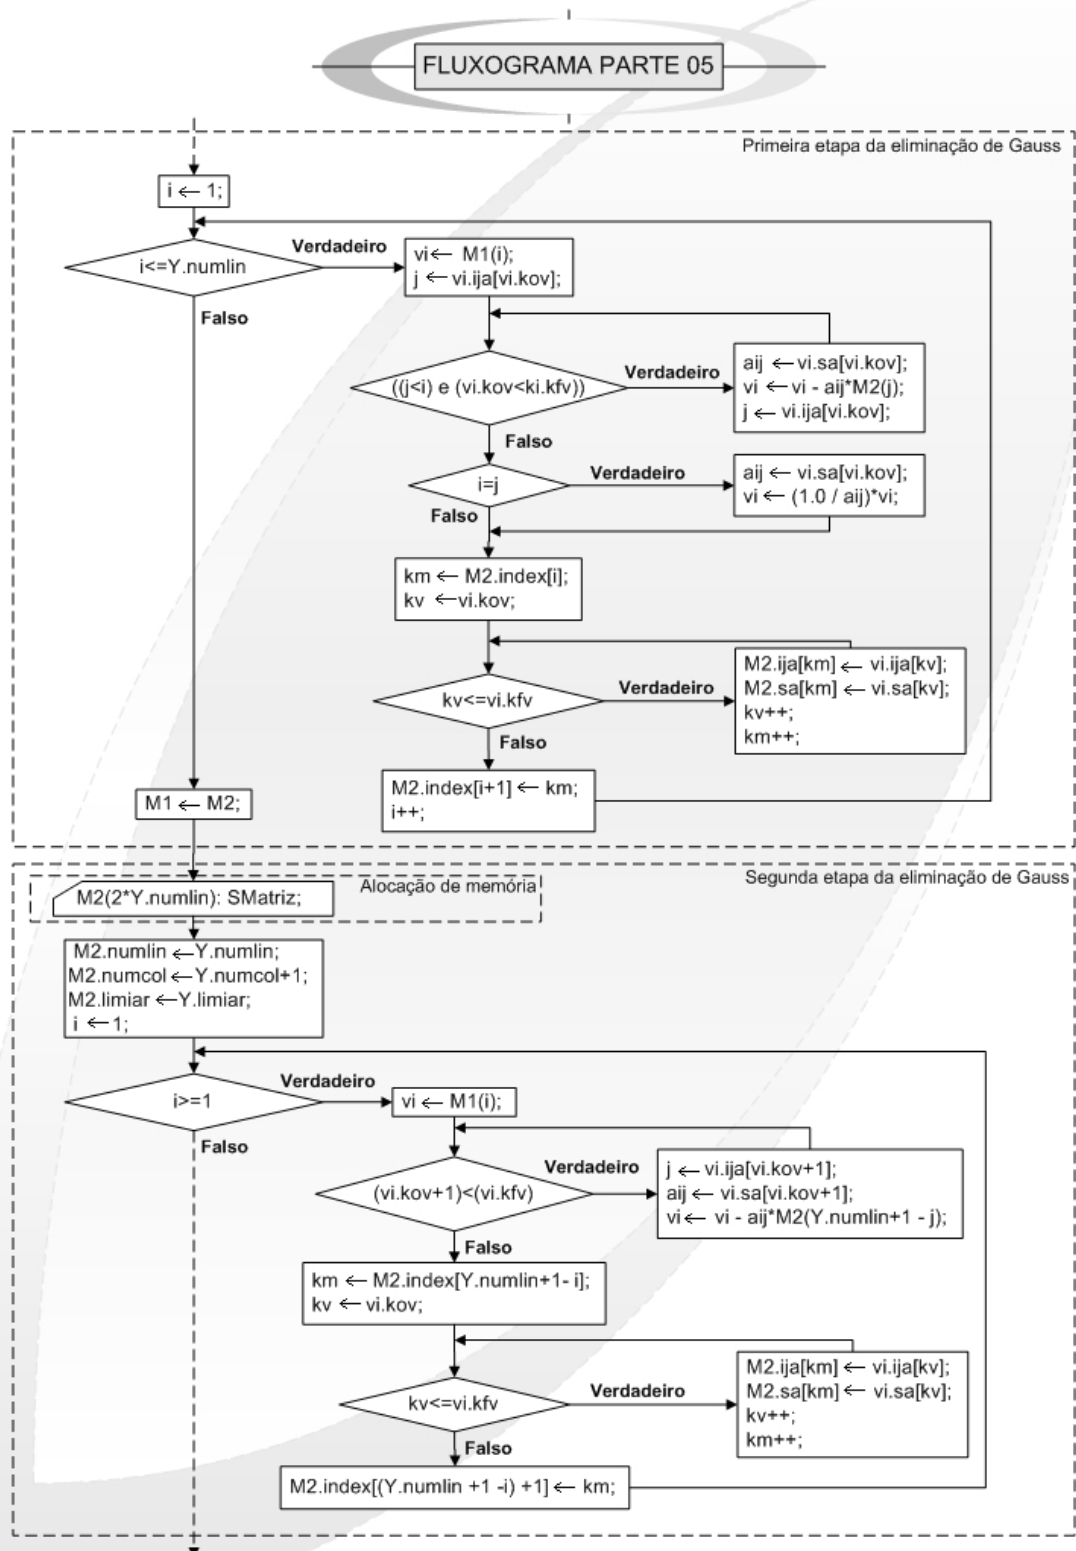 FLUXOGRAMA PARTE 05
Primeira etapa da eliminação de Gauss
i ← 1;
i<=Y.numlin
Verdadeiro
Falso
vi ← M1(i);
j ← vi.ija[vi.kov];
((j<i) e (vi.kov<ki.kfv))
Verdadeiro
Falso
aij ← vi.sa[vi.kov];
vi ← vi - aij*M2(j);
j ← vi.ija[vi.kov];
i=j
Verdadeiro
Falso
aij ← vi.sa[vi.kov];
vi ← (1.0 / aij)*vi;
km ← M2.index[i];
kv ← vi.kov;
kv<=vi.kfv
Verdadeiro
Falso
M2.ija[km] ← vi.ija[kv];
M2.sa[km] ← vi.sa[kv];
kv++;
km++;
M2.index[i+1] ← km;
i++;
M1 ← M2;
Segunda etapa da eliminação de Gauss
Alocação de memória
M2(2*Y.numlin): SMatriz;
M2.numlin ← Y.numlin;
M2.numcol ← Y.numcol+1;
M2.limiar ← Y.limiar;
i ← 1;
i>=1
Verdadeiro
Falso
vi ← M1(i);
(vi.kov+1)<(vi.kfv)
Verdadeiro
Falso
j ← vi.ija[vi.kov+1];
aij ← vi.sa[vi.kov+1];
vi ← vi - aij*M2(Y.numlin+1 - j);
km ← M2.index[Y.numlin+1- i];
kv ← vi.kov;
kv<=vi.kfv
Verdadeiro
Falso
M2.ija[km] ← vi.ija[kv];
M2.sa[km] ← vi.sa[kv];
kv++;
km++;
M2.index[(Y.numlin +1 -i) +1] ← km;